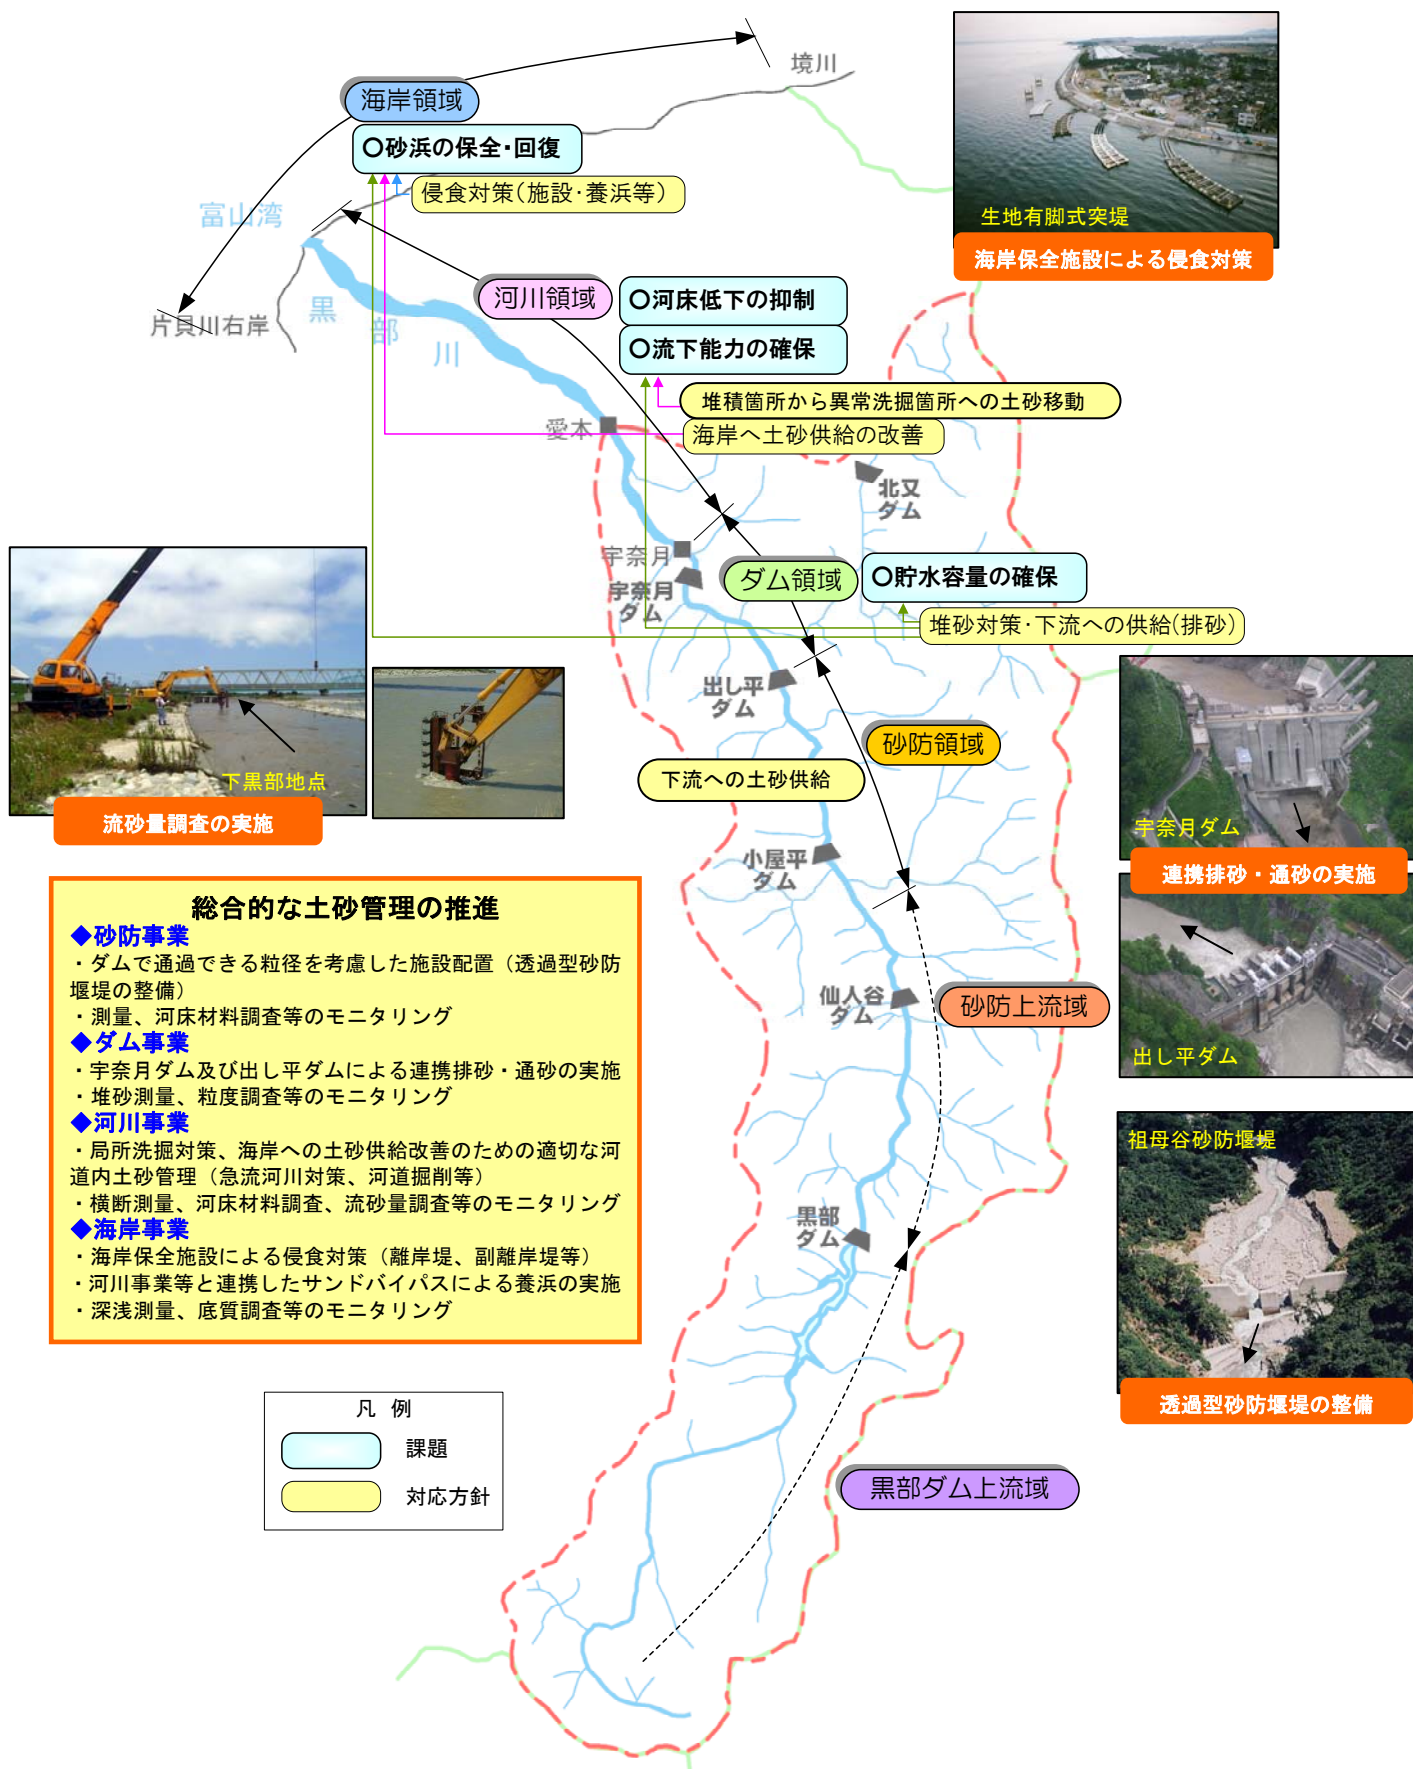 境川
海岸領域
○砂浜の保全・回復
侵食対策(施設・養浜等)
富山湾
生地有脚式突堤
海岸保全施設による侵食対策
河川領域
○河床低下の抑制
片貝川右岸
黒部川
○流下能力の確保
堆積箇所から異常洗掘箇所への土砂移動
愛本
海岸へ土砂供給の改善
北又
ダム
宇奈月
宇奈月
ダム
ダム領域
○貯水容量の確保
堆砂対策・下流への供給(排砂)
出し平
ダム
砂防領域
下流への土砂供給
下黒部地点
流砂量調査の実施
宇奈月ダム
連携排砂・通砂の実施
小屋平
ダム
出し平ダム
仙人谷
ダム
砂防上流域
総合的な土砂管理の推進
◆砂防事業
・ダムで通過できる粒径を考慮した施設配置（透過型砂防
堰堤の整備）
・測量、河床材料調査等のモニタリング
◆ダム事業
・宇奈月ダム及び出し平ダムによる連携排砂・通砂の実施
・堆砂測量、粒度調査等のモニタリング
◆河川事業
・局所洗掘対策、海岸への土砂供給改善のための適切な河
道内土砂管理（急流河川対策、河道掘削等）
・横断測量、河床材料調査、流砂量調査等のモニタリング
◆海岸事業
・海岸保全施設による侵食対策（離岸堤、副離岸堤等）
・河川事業等と連携したサンドバイパスによる養浜の実施
・深浅測量、底質調査等のモニタリング
祖母谷砂防堰堤
透過型砂防堰堤の整備
黒部
ダム
凡 例
課題
対応方針
黒部ダム上流域